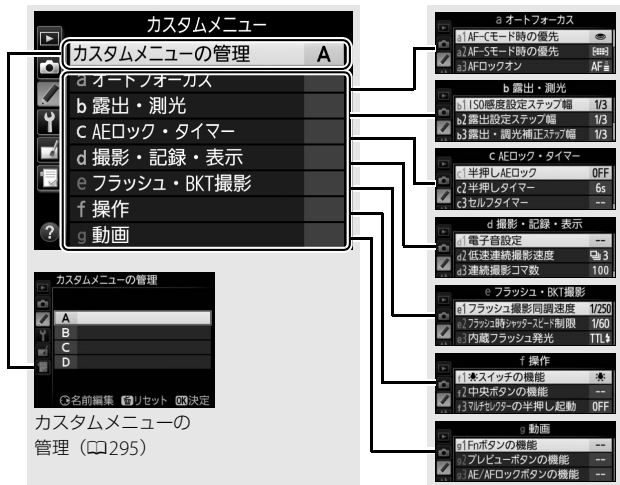 カスタムメニュー
カスタムメニューの管理 A
a オートフォーカス
b 露出・測光
c AEロック・タイマー
d 撮影・記録・表示
e フラッシュ・BKT撮影
f 操作
g 動画
カスタムメニューの管理
A
B
C
D
名前編集 リセット OK決定
カスタムメニューの
管理（295）
a オートフォーカス
a1 AF-Cモード時の優先
a2 AF-Sモード時の優先
a3 AFロックオン AF
b 露出・測光
b1 ISO感度設定ステップ幅 1/3
b2 露出設定ステップ幅 1/3
b3 露出・調光補正ステップ幅 1/3
c AEロック・タイマー
c1 半押しAEロック OFF
c2 半押しタイマー 6s
c3 セルフタイマー --
d 撮影・記録・表示
d1 電子音設定 --
d2 低速連続撮影速度 3
d3 連続撮影コマ数 100
e フラッシュ・BKT撮影
e1 フラッシュ撮影同調速度 1/250
e2 フラッシュ時シャッタースピード制限 1/60
e3 内蔵フラッシュ発光 TTL
f 操作
f1 スイッチの機能
f2 中央ボタンの機能 --
f3 マルチセレクターの半押し起動 OFF
g 動画
g1 Fnボタンの機能 --
g2 プレビューボタンの機能 --
g3 AE/AFロックボタンの機能 --